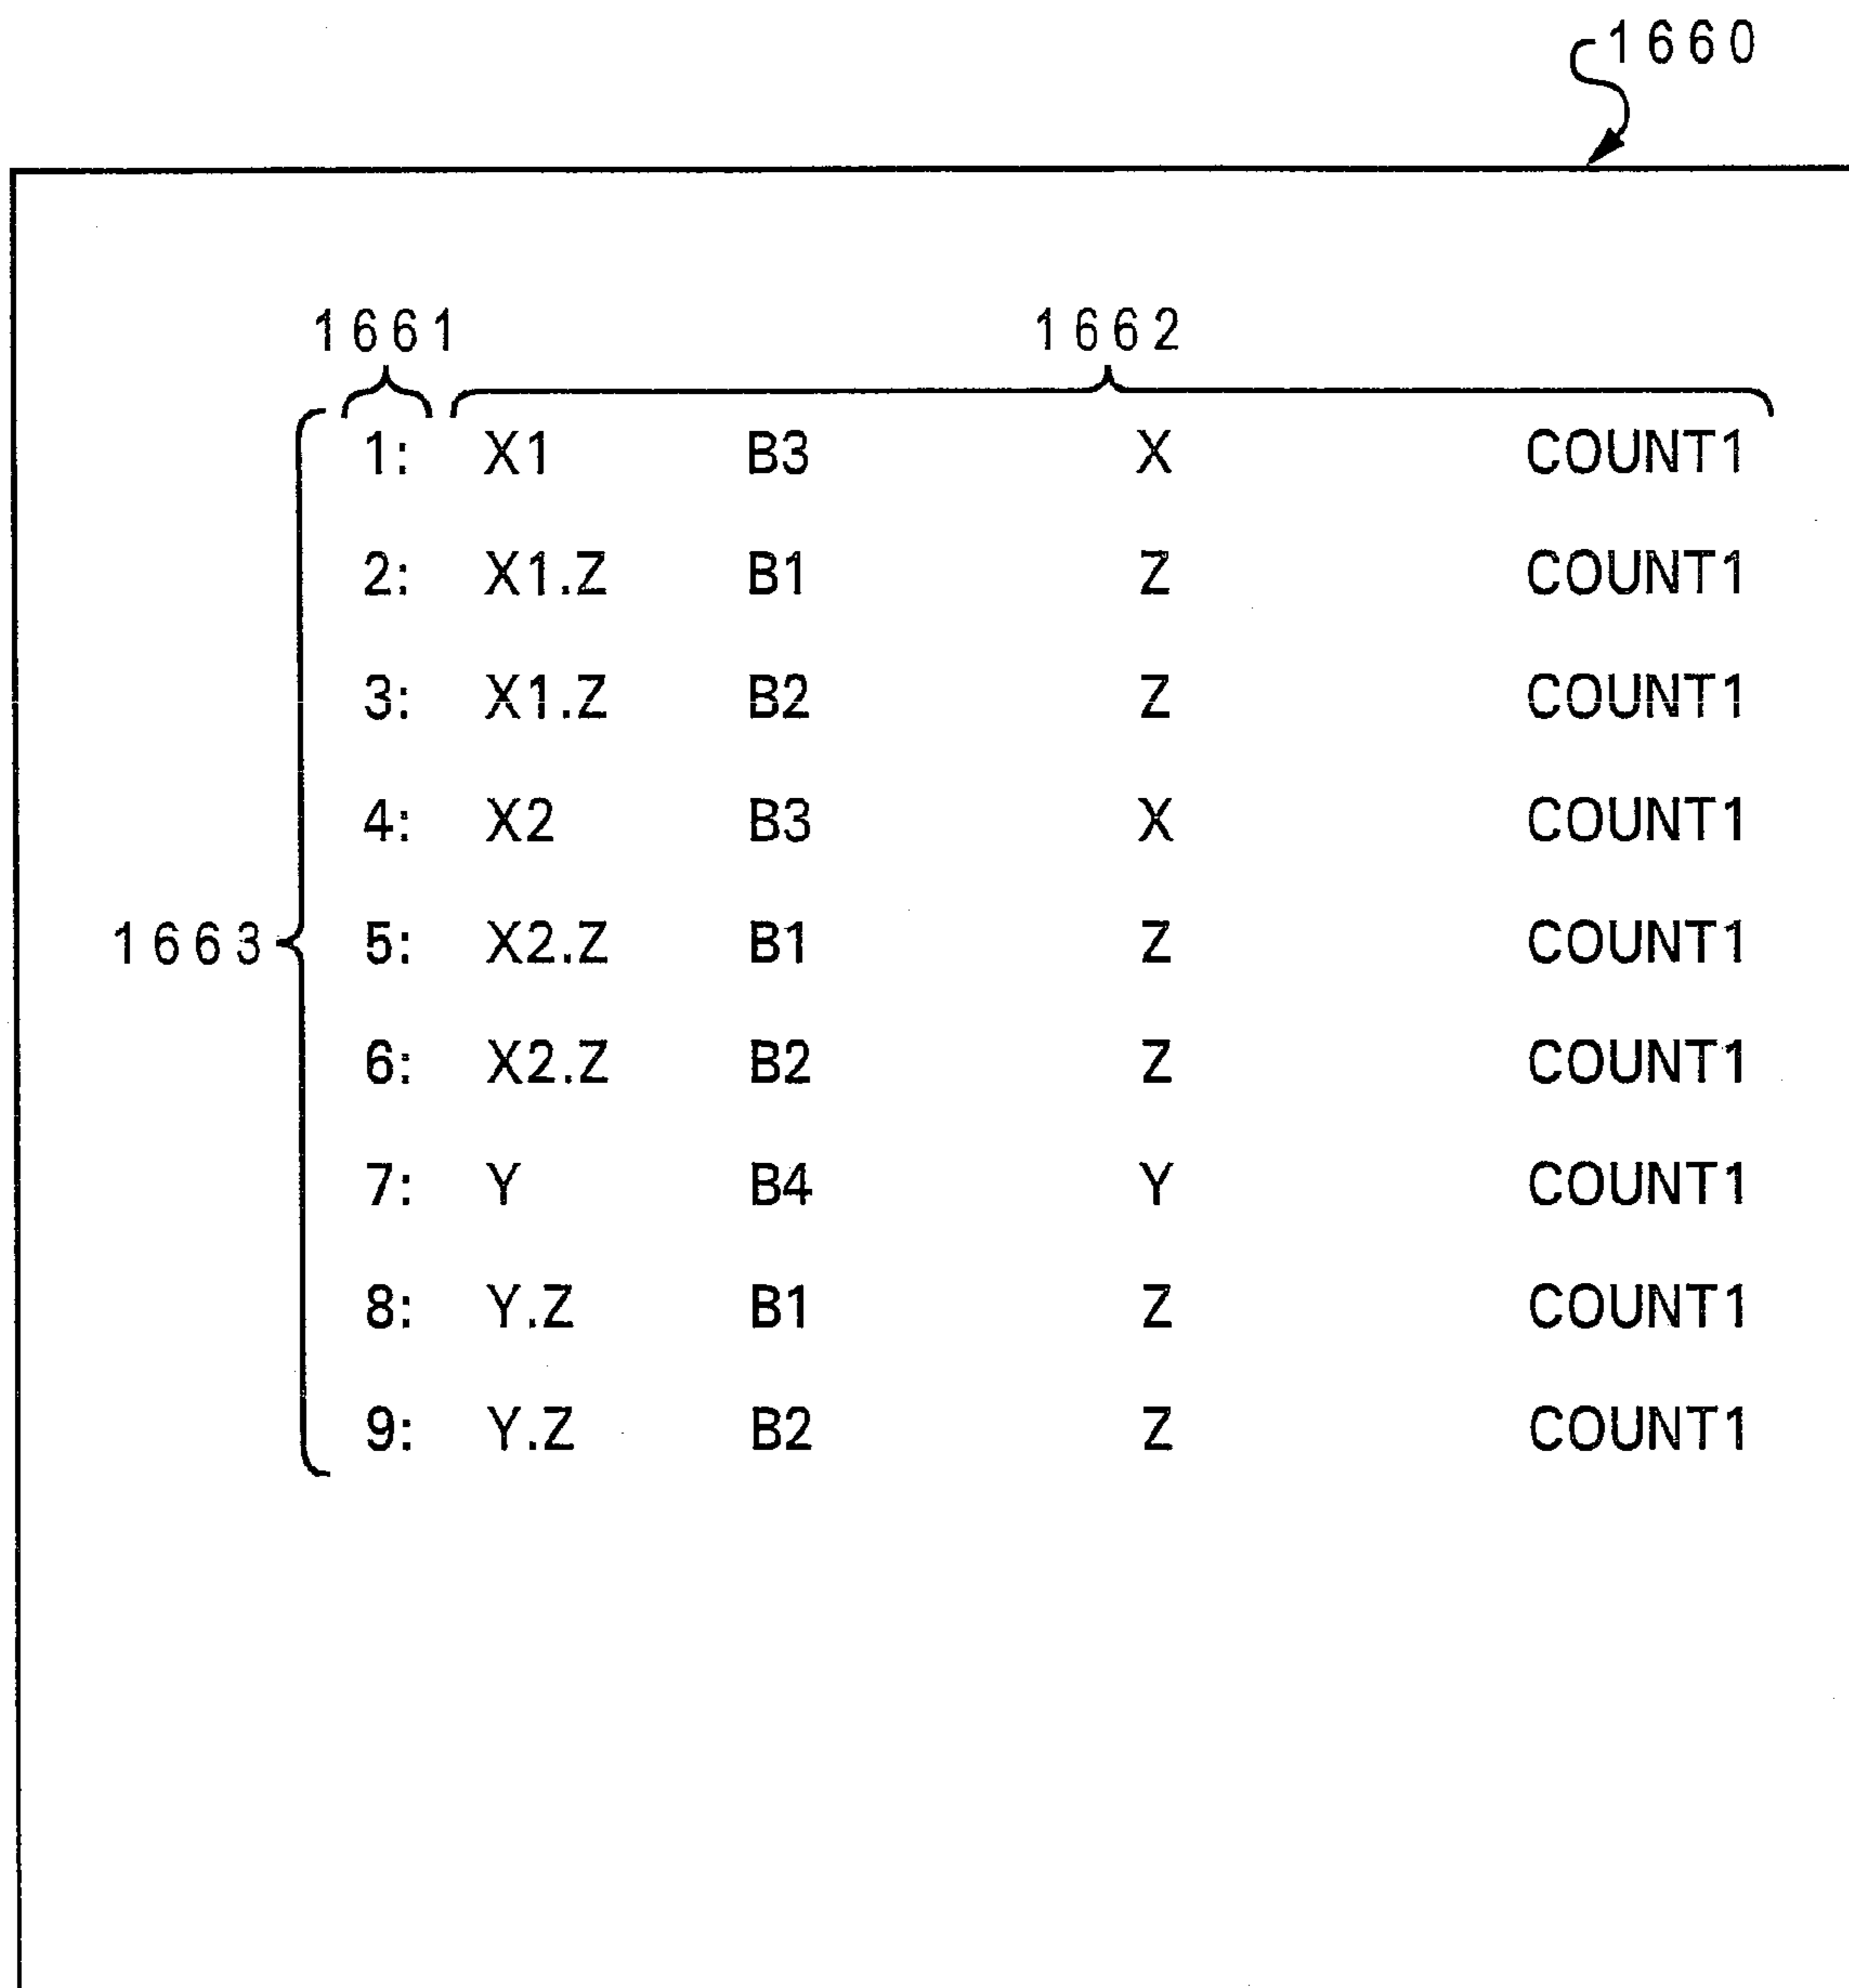 1660
1661 1662
1: X1 B3 X COUNT1
2: X1.Z B1 Z COUNT1
3: X1.Z B2 Z COUNT1
4: X2 B3 X COUNT1
1663 5: X2.Z B1 Z COUNT1
6: X2.Z B2 Z COUNT1
7: Y B4 Y COUNT1
8: Y.Z B1 Z COUNT1
9: Y.Z B2 Z COUNT1